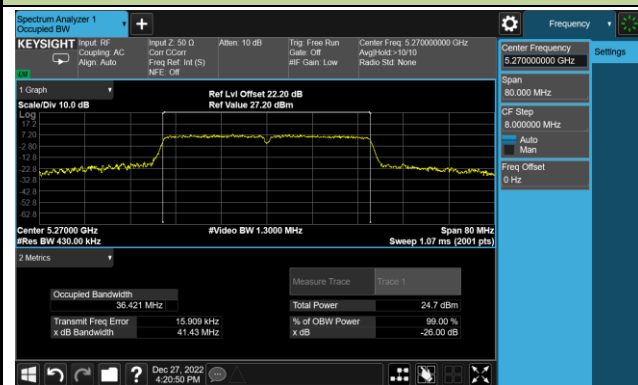 Spectrum Analyzer 1
Occupied BW
+
Frequency
KEYSIGHT
Input: RF
Coupling: AC
Align: Auto
Input Z: 50 Ω
Corr CCorr
Freq Ref: Int (S)
NFE: Off
Atten: 10 dB
Trig: Free Run
Gate: Off
#IF Gain: Low
Center Freq: 5.270000000 GHz
Avg|Hold:>10/10
Radio Std: None
Center Frequency
5.270000000 GHz
Settings
Span
80.000 MHz
CF Step
8.000000 MHz
Auto
Man
Freq Offset
0 Hz
1 Graph
Scale/Div 10.0 dB
Ref Lvl Offset 22.20 dB
Ref Value 27.20 dBm
Log
17.2
7.20
-2.80
-12.8
-22.8
-32.8
-42.8
-52.8
-62.8
Center 5.27000 GHz
#Res BW 430.00 kHz
#Video BW 1.3000 MHz
Span 80 MHz
Sweep 1.07 ms (2001 pts)
2 Metrics
Measure Trace
Trace 1
Occupied Bandwidth
36.421 MHz
Total Power
24.7 dBm
Transmit Freq Error
15.909 kHz
% of OBW Power
99.00 %
x dB Bandwidth
41.43 MHz
x dB
-26.00 dB
?
Dec 27, 2022
4:20:50 PM